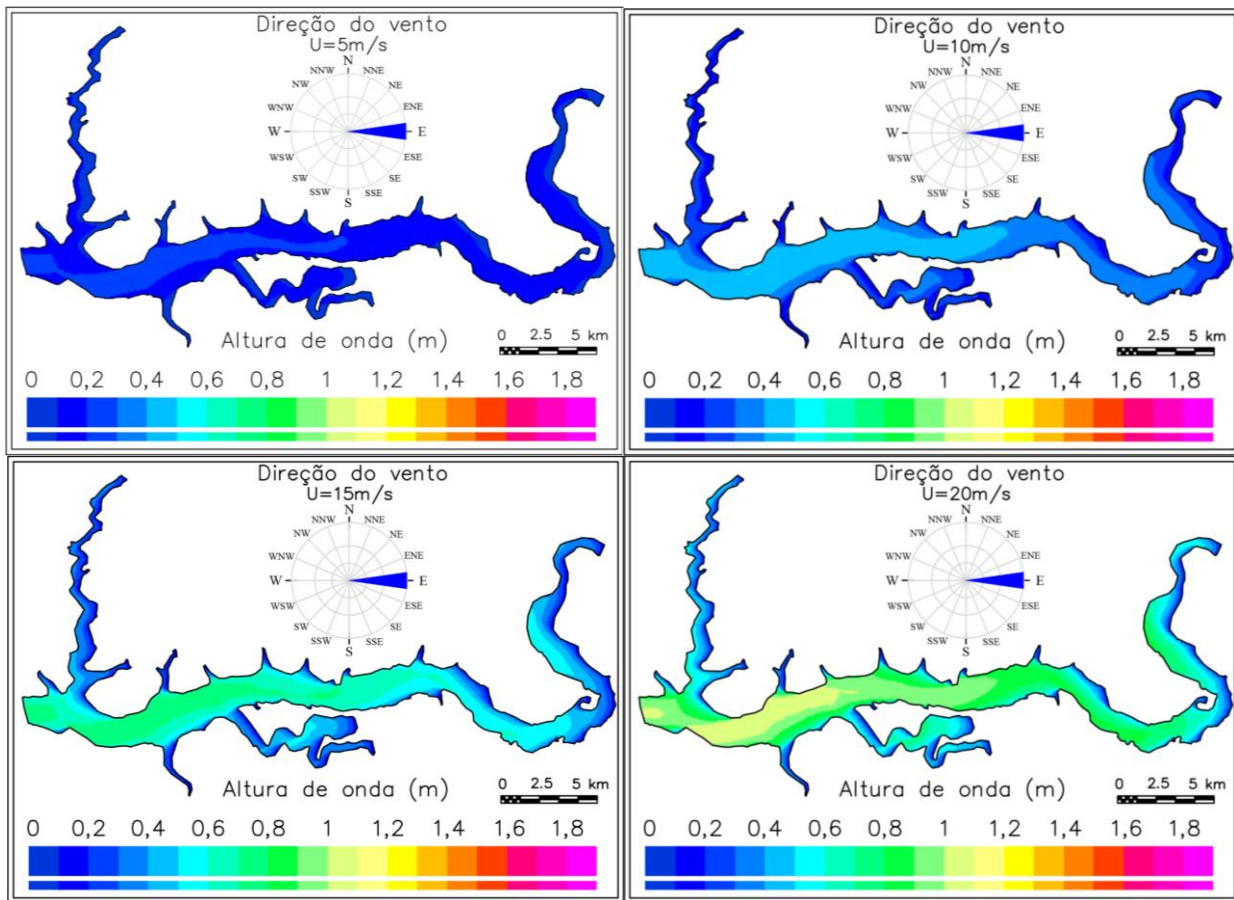 Direção do vento
U=5m/s
N
NNW NNE
NW NE
WNW ENE
W E
WSW ESE
SW SE
SSW SSE
S
Altura de onda (m)
0 2.5 5 km
0 0,2 0,4 0,6 0,8 1 1,2 1,4 1,6 1,8
Direção do vento
U=10m/s
N
NNW NNE
NW NE
WNW ENE
W E
WSW ESE
SW SE
SSW SSE
S
Altura de onda (m)
0 2.5 5 km
0 0,2 0,4 0,6 0,8 1 1,2 1,4 1,6 1,8
Direção do vento
U=15m/s
N
NNW NNE
NW NE
WNW ENE
W E
WSW ESE
SW SE
SSW SSE
S
Altura de onda (m)
0 2.5 5 km
0 0,2 0,4 0,6 0,8 1 1,2 1,4 1,6 1,8
Direção do vento
U=20m/s
N
NNW NNE
NW NE
WNW ENE
W E
WSW ESE
SW SE
SSW SSE
S
Altura de onda (m)
0 2.5 5 km
0 0,2 0,4 0,6 0,8 1 1,2 1,4 1,6 1,8